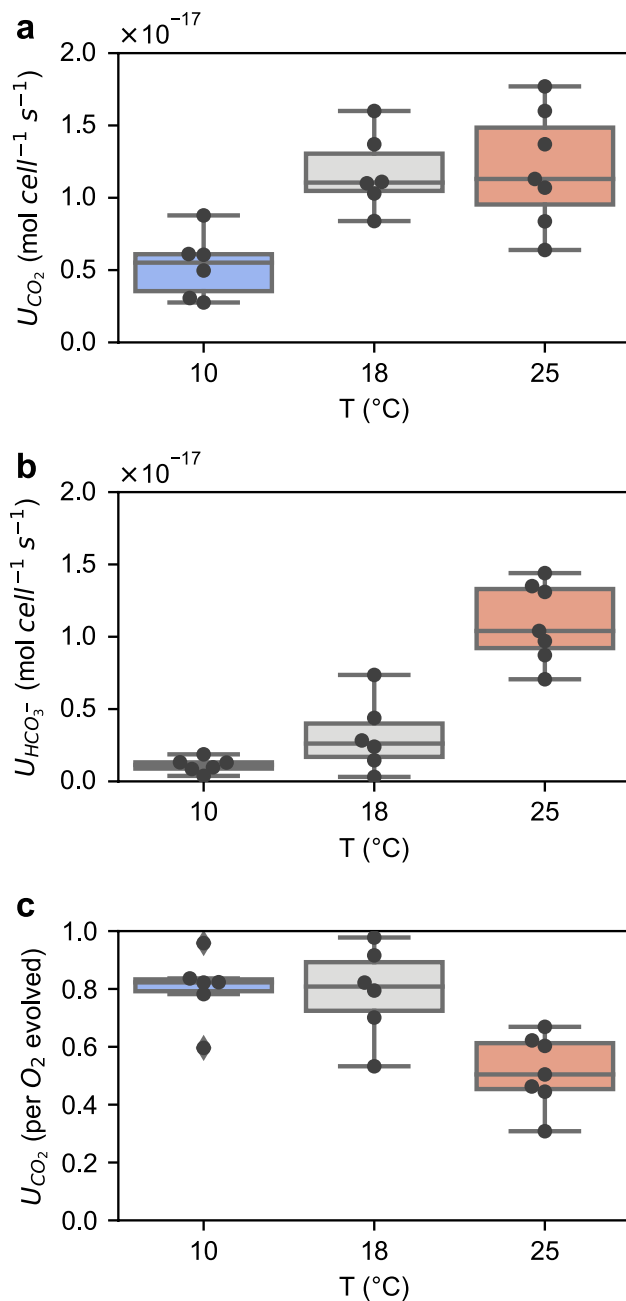 a
×10⁻¹⁷
U_CO₂ (mol cell⁻¹ s⁻¹)
2.0
1.5
1.0
0.5
0.0
10 18 25
T (°C)
b
×10⁻¹⁷
U_HCO₃⁻ (mol cell⁻¹ s⁻¹)
2.0
1.5
1.0
0.5
0.0
10 18 25
T (°C)
c
U_CO₂ (per O₂ evolved)
1.0
0.8
0.6
0.4
0.2
0.0
10 18 25
T (°C)